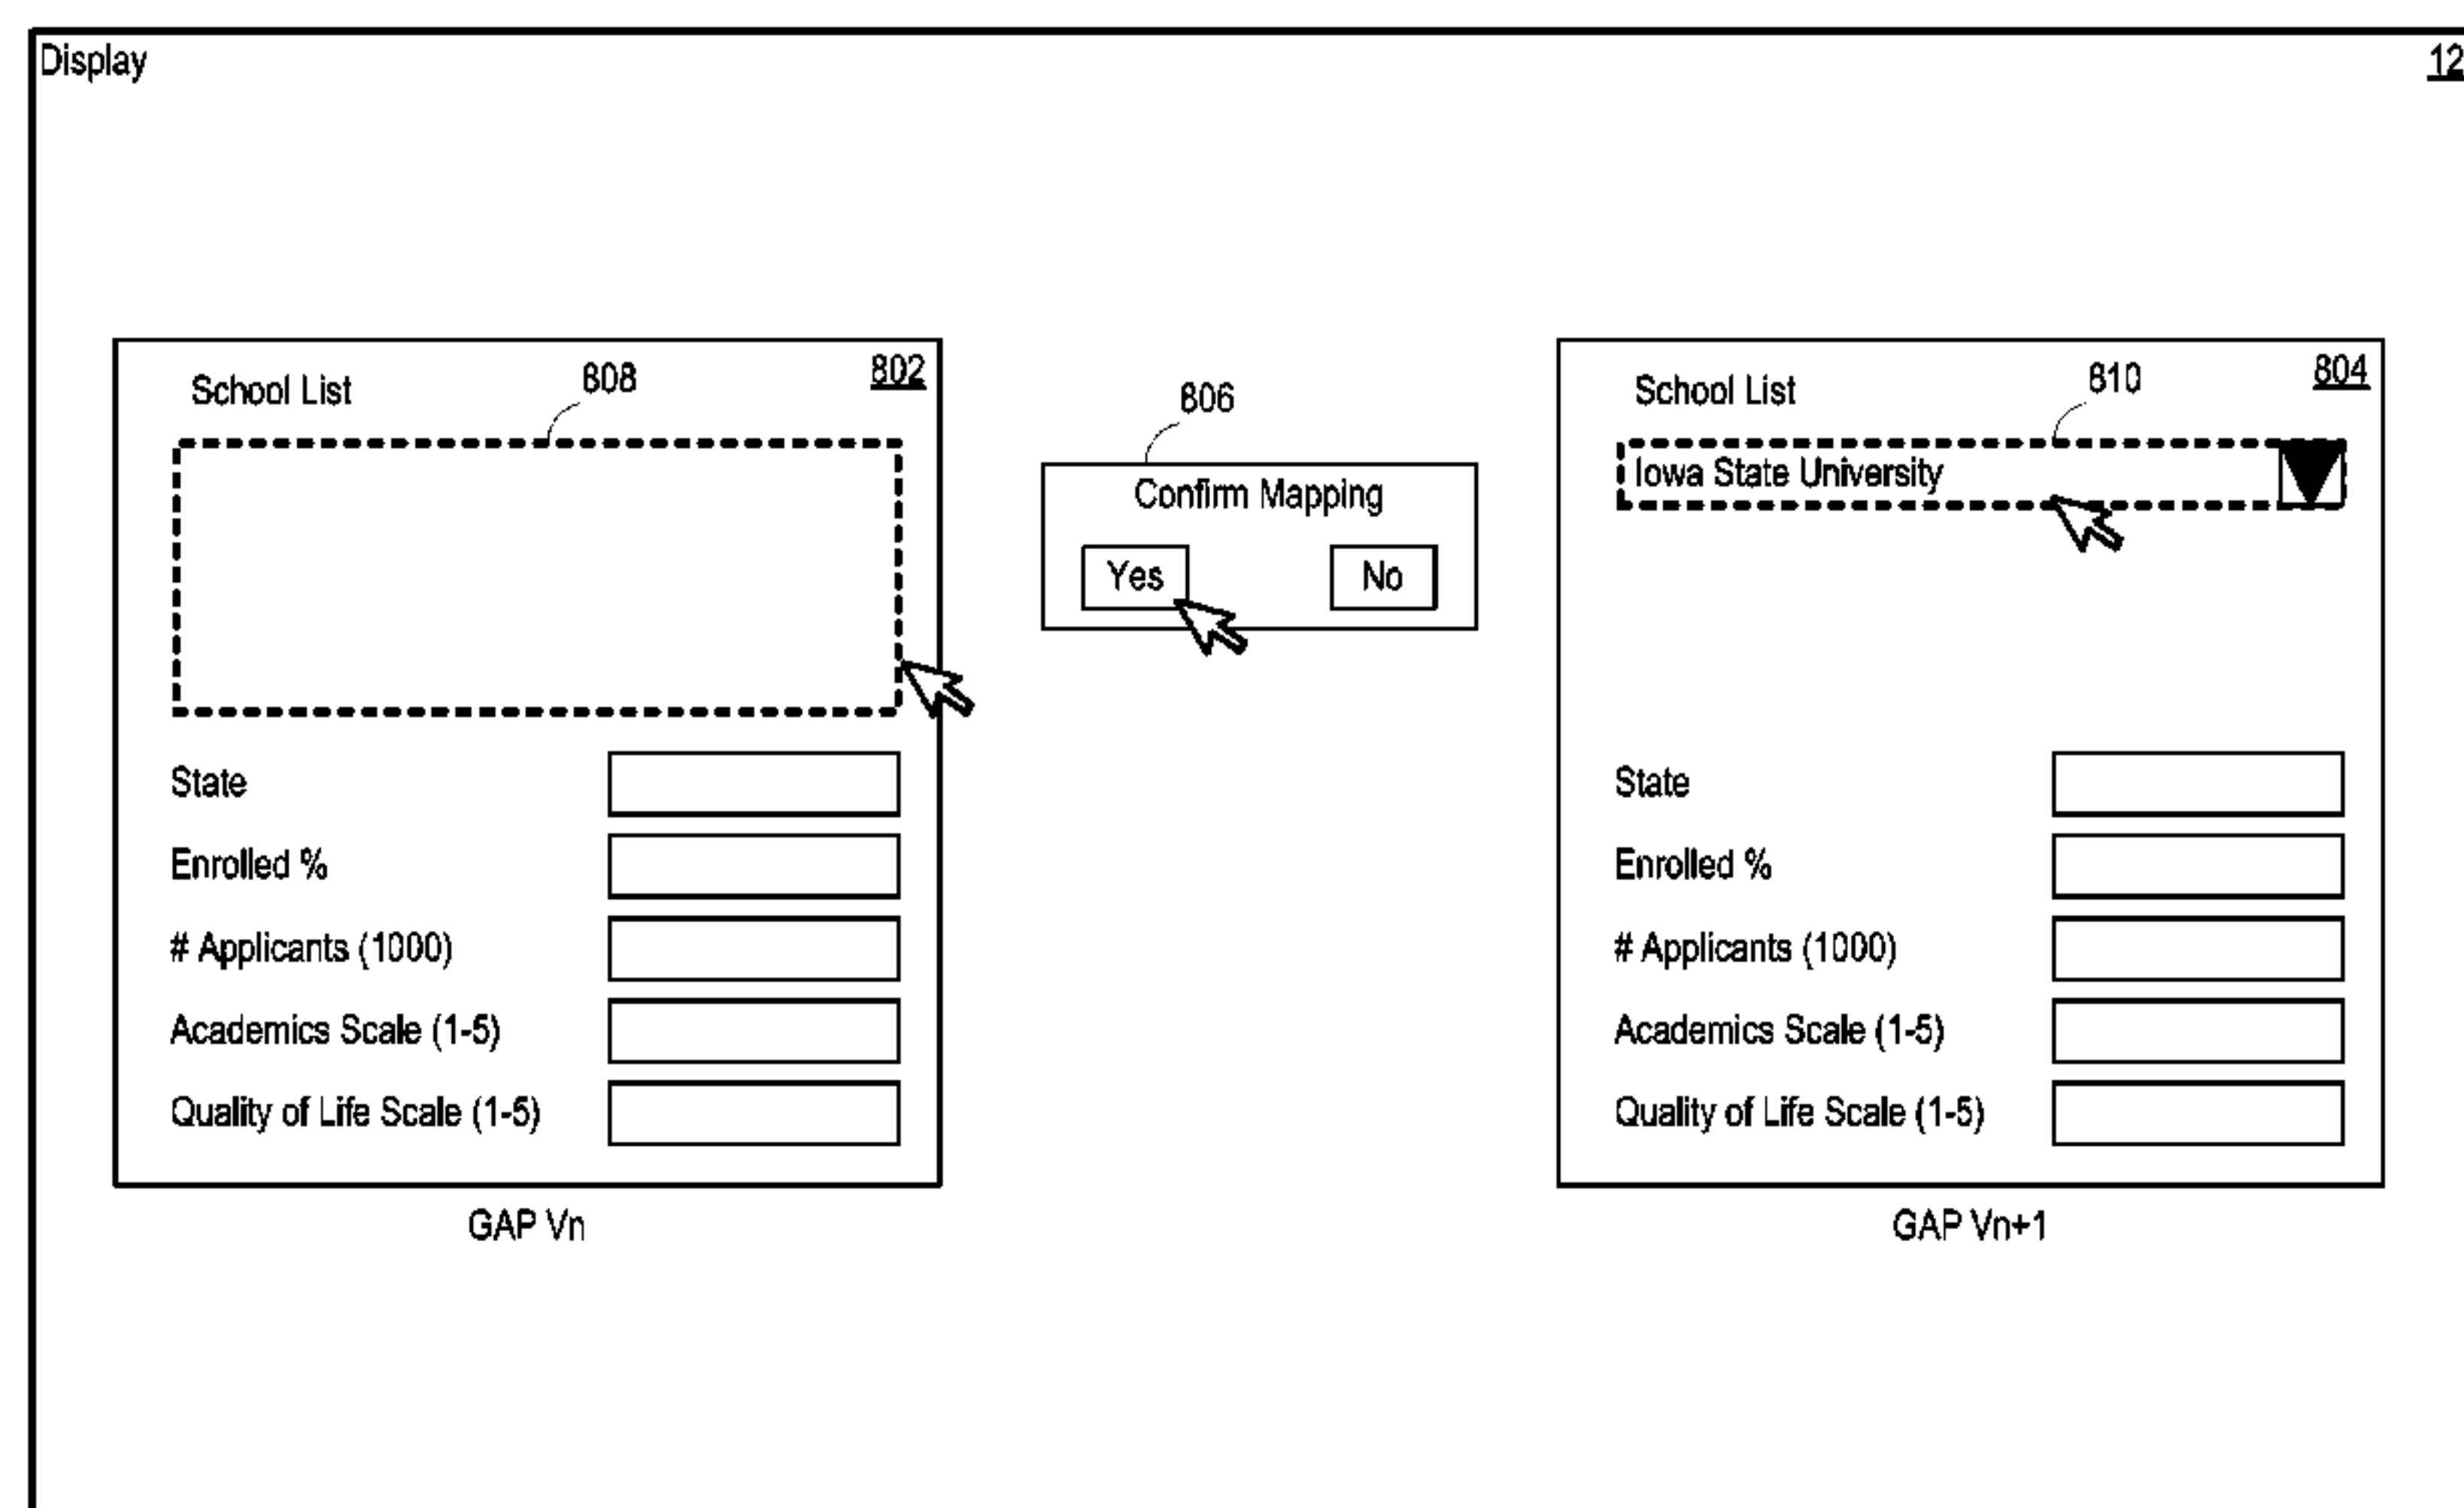 Display
12
School List
808
802
State
Enrolled %
# Applicants (1000)
Academics Scale (1-5)
Quality of Life Scale (1-5)
GAP Vn
806
Confirm Mapping
Yes No
School List
810
804
Iowa State University
State
Enrolled %
# Applicants (1000)
Academics Scale (1-5)
Quality of Life Scale (1-5)
GAP Vn+1